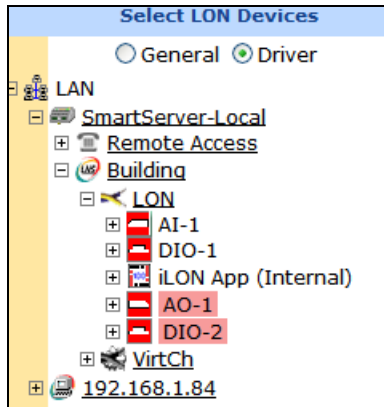 Select LON Devices
General Driver
LAN
SmartServer-Local
Remote Access
Building
LON
AI-1
DIO-1
iLON App (Internal)
AO-1
DIO-2
VirtCh
192.168.1.84